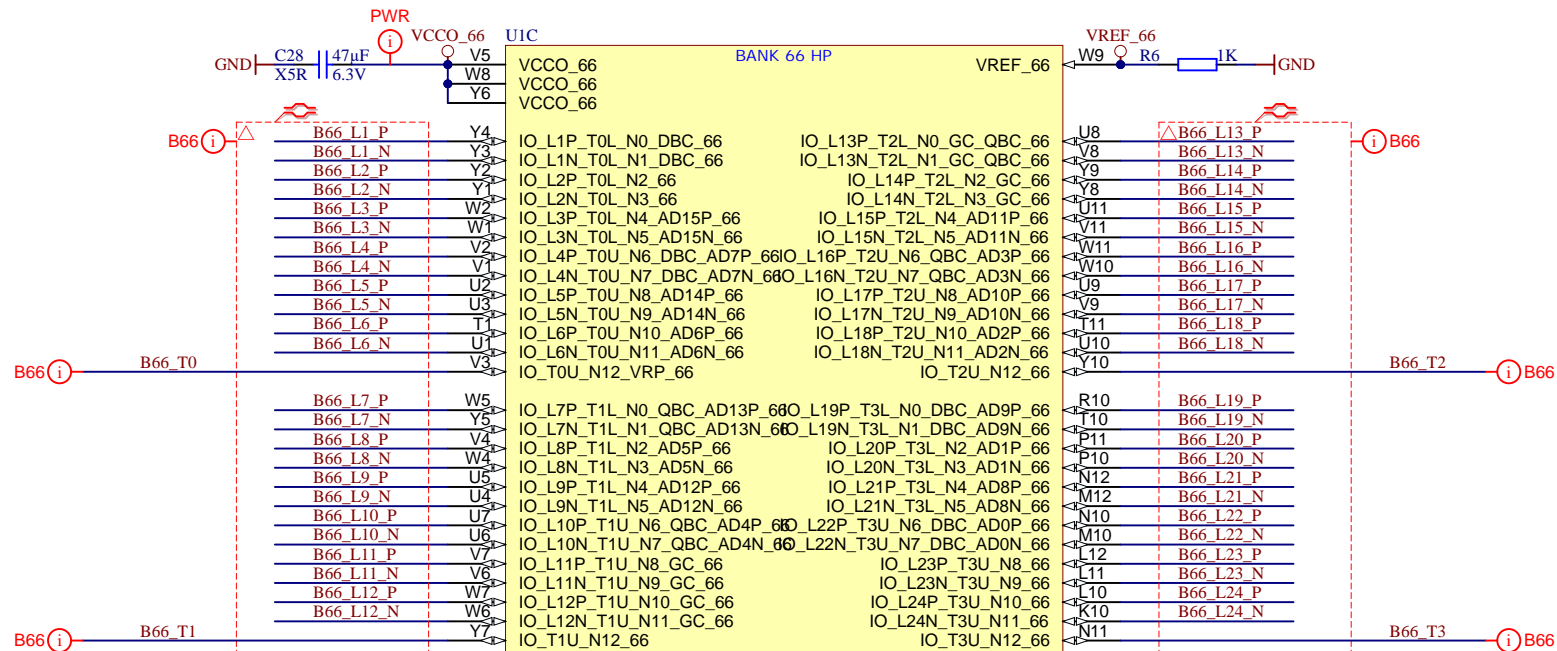 PWR
GND C28 47µF VCCO_66 U1C VREF_66
X5R 6.3V V5 VCCO_66 BANK 66 HP VREF_66 W9 R6 1K GND
W8 VCCO_66
Y6 VCCO_66
B66 B66_L1_P Y4 IO_L1P_T0L_N0_DBC_66 IO_L13P_T2L_N0_GC_QBC_66 U8 B66_L13_P B66
B66_L1_N Y3 IO_L1N_T0L_N1_DBC_66 IO_L13N_T2L_N1_GC_QBC_66 V8 B66_L13_N
B66_L2_P Y2 IO_L2P_T0L_N2_66 IO_L14P_T2L_N2_GC_66 Y9 B66_L14_P
B66_L2_N Y1 IO_L2N_T0L_N3_66 IO_L14N_T2L_N3_GC_66 Y8 B66_L14_N
B66_L3_P W2 IO_L3P_T0L_N4_AD15P_66 IO_L15P_T2L_N4_AD11P_66 U11 B66_L15_P
B66_L3_N W1 IO_L3N_T0L_N5_AD15N_66 IO_L15N_T2L_N5_AD11N_66 V11 B66_L15_N
B66_L4_P V2 IO_L4P_T0U_N6_DBC_AD7P_66 IO_L16P_T2U_N6_QBC_AD3P_66 W11 B66_L16_P
B66_L4_N V1 IO_L4N_T0U_N7_DBC_AD7N_66 IO_L16N_T2U_N7_QBC_AD3N_66 W10 B66_L16_N
B66_L5_P U2 IO_L5P_T0U_N8_AD14P_66 IO_L17P_T2U_N8_AD10P_66 U9 B66_L17_P
B66_L5_N U3 IO_L5N_T0U_N9_AD14N_66 IO_L17N_T2U_N9_AD10N_66 V9 B66_L17_N
B66_L6_P T1 IO_L6P_T0U_N10_AD6P_66 IO_L18P_T2U_N10_AD2P_66 T11 B66_L18_P
B66_L6_N U1 IO_L6N_T0U_N11_AD6N_66 IO_L18N_T2U_N11_AD2N_66 U10 B66_L18_N
B66 B66_T0 V3 IO_T0U_N12_VRP_66 IO_T2U_N12_66 Y10 B66_T2 B66
B66_L7_P W5 IO_L7P_T1L_N0_QBC_AD13P_66 IO_L19P_T3L_N0_DBC_AD9P_66 R10 B66_L19_P
B66_L7_N Y5 IO_L7N_T1L_N1_QBC_AD13N_66 IO_L19N_T3L_N1_DBC_AD9N_66 T10 B66_L19_N
B66_L8_P V4 IO_L8P_T1L_N2_AD5P_66 IO_L20P_T3L_N2_AD1P_66 P11 B66_L20_P
B66_L8_N W4 IO_L8N_T1L_N3_AD5N_66 IO_L20N_T3L_N3_AD1N_66 P10 B66_L20_N
B66_L9_P U5 IO_L9P_T1L_N4_AD12P_66 IO_L21P_T3L_N4_AD8P_66 N12 B66_L21_P
B66_L9_N U4 IO_L9N_T1L_N5_AD12N_66 IO_L21N_T3L_N5_AD8N_66 M12 B66_L21_N
B66_L10_P U7 IO_L10P_T1U_N6_QBC_AD4P_66 IO_L22P_T3U_N6_DBC_AD0P_66 N10 B66_L22_P
B66_L10_N U6 IO_L10N_T1U_N7_QBC_AD4N_66 IO_L22N_T3U_N7_DBC_AD0N_66 M10 B66_L22_N
B66_L11_P V7 IO_L11P_T1U_N8_GC_66 IO_L23P_T3U_N8_66 L12 B66_L23_P
B66_L11_N V6 IO_L11N_T1U_N9_GC_66 IO_L23N_T3U_N9_66 L11 B66_L23_N
B66_L12_P W7 IO_L12P_T1U_N10_GC_66 IO_L24P_T3U_N10_66 L10 B66_L24_P
B66_L12_N W6 IO_L12N_T1U_N11_GC_66 IO_L24N_T3U_N11_66 K10 B66_L24_N
B66 B66_T1 Y7 IO_T1U_N12_66 IO_T3U_N12_66 N11 B66_T3 B66